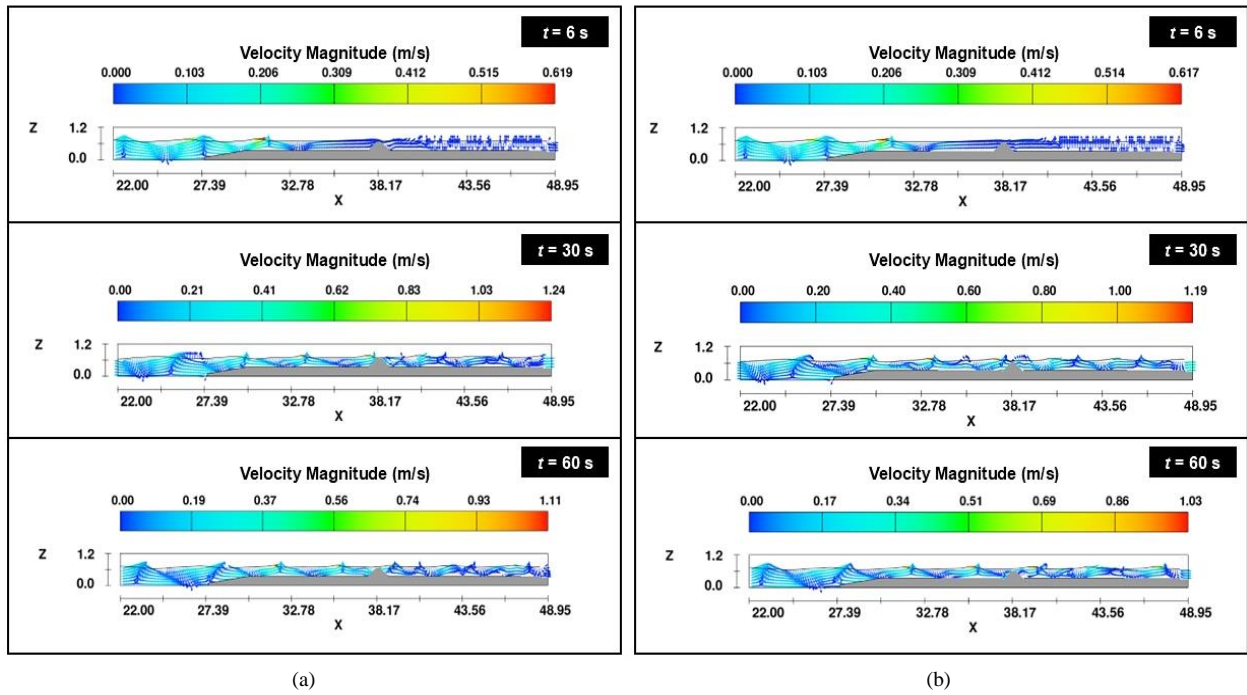 t = 6 s
Velocity Magnitude (m/s)
0.000 0.103 0.206 0.309 0.412 0.515 0.619
Z 1.2
0.0
22.00 27.39 32.78 38.17 43.56 48.95
X
t = 30 s
Velocity Magnitude (m/s)
0.00 0.21 0.41 0.62 0.83 1.03 1.24
Z 1.2
0.0
22.00 27.39 32.78 38.17 43.56 48.95
X
t = 60 s
Velocity Magnitude (m/s)
0.00 0.19 0.37 0.56 0.74 0.93 1.11
Z 1.2
0.0
22.00 27.39 32.78 38.17 43.56 48.95
X
(a)
t = 6 s
Velocity Magnitude (m/s)
0.000 0.103 0.206 0.309 0.412 0.514 0.617
Z 1.2
0.0
22.00 27.39 32.78 38.17 43.56 48.95
X
t = 30 s
Velocity Magnitude (m/s)
0.00 0.20 0.40 0.60 0.80 1.00 1.19
Z 1.2
0.0
22.00 27.39 32.78 38.17 43.56 48.95
X
t = 60 s
Velocity Magnitude (m/s)
0.00 0.17 0.34 0.51 0.69 0.86 1.03
Z 1.2
0.0
22.00 27.39 32.78 38.17 43.56 48.95
X
(b)